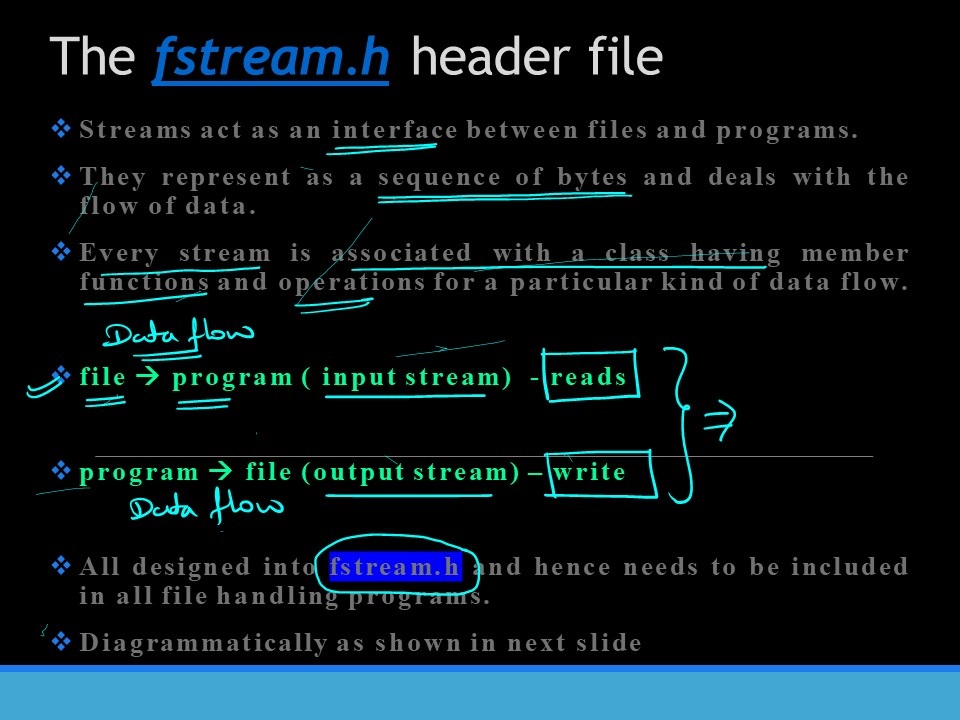 The fstream.h header file
❖ Streams act as an interface between files and programs.
❖ They represent as a sequence of bytes and deals with the
flow of data.
❖ Every stream is associated with a class having member
functions and operations for a particular kind of data flow.
Data flow
❖ file → program ( input stream) - reads
⇒
❖ program → file (output stream) – write
Data flow
❖ All designed into fstream.h and hence needs to be included
in all file handling programs.
❖ Diagrammatically as shown in next slide